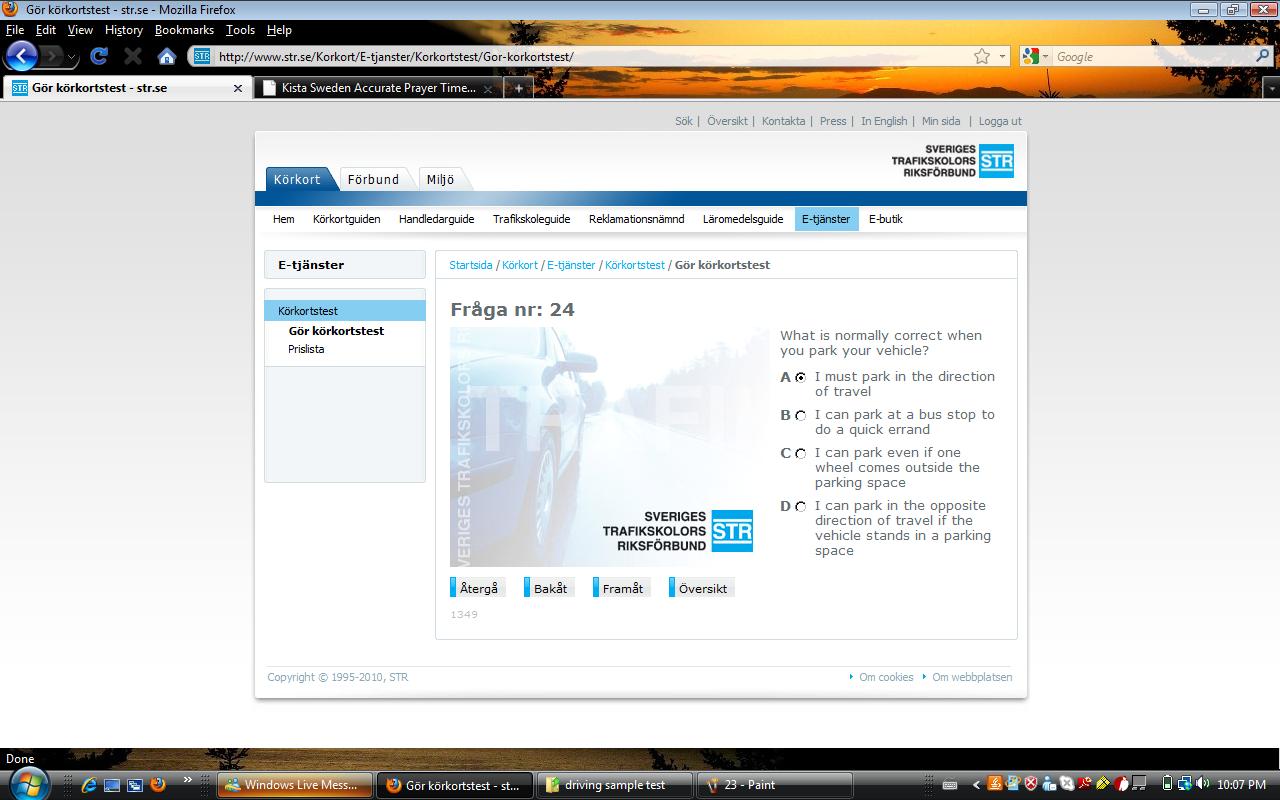 Gör körkortstest - str.se - Mozilla Firefox
File Edit View History Bookmarks Tools Help
STR http://www.str.se/Korkort/E-tjanster/Korkortstest/Gor-korkortstest/ Google
STR Gör körkortstest - str.se Kista Sweden Accurate Prayer Time... +
Sök | Översikt | Kontakta | Press | In English | Min sida | Logga ut
SVERIGES
TRAFIKSKOLORS STR
RIKSFÖRBUND
Körkort Förbund Miljö
Hem Körkortguiden Handledarguide Trafikskoleguide Reklamationsnämnd Läromedelsguide E-tjänster E-butik
E-tjänster
Körkortstest
Gör körkortstest
Prislista
Startsida / Körkort / E-tjänster / Körkortstest / Gör körkortstest
Fråga nr: 24
VERIGES TRAFIKSKOLORS R
TRAFI
SVERIGES
TRAFIKSKOLORS STR
RIKSFÖRBUND
What is normally correct when
you park your vehicle?
A I must park in the direction
of travel
B I can park at a bus stop to
do a quick errand
C I can park even if one
wheel comes outside the
parking space
D I can park in the opposite
direction of travel if the
vehicle stands in a parking
space
Återgå Bakåt Framåt Översikt
1349
Copyright © 1995-2010, STR Om cookies Om webbplatsen
Done
Windows Live Mess... Gör körkortstest - st... driving sample test 23 - Paint 10:07 PM